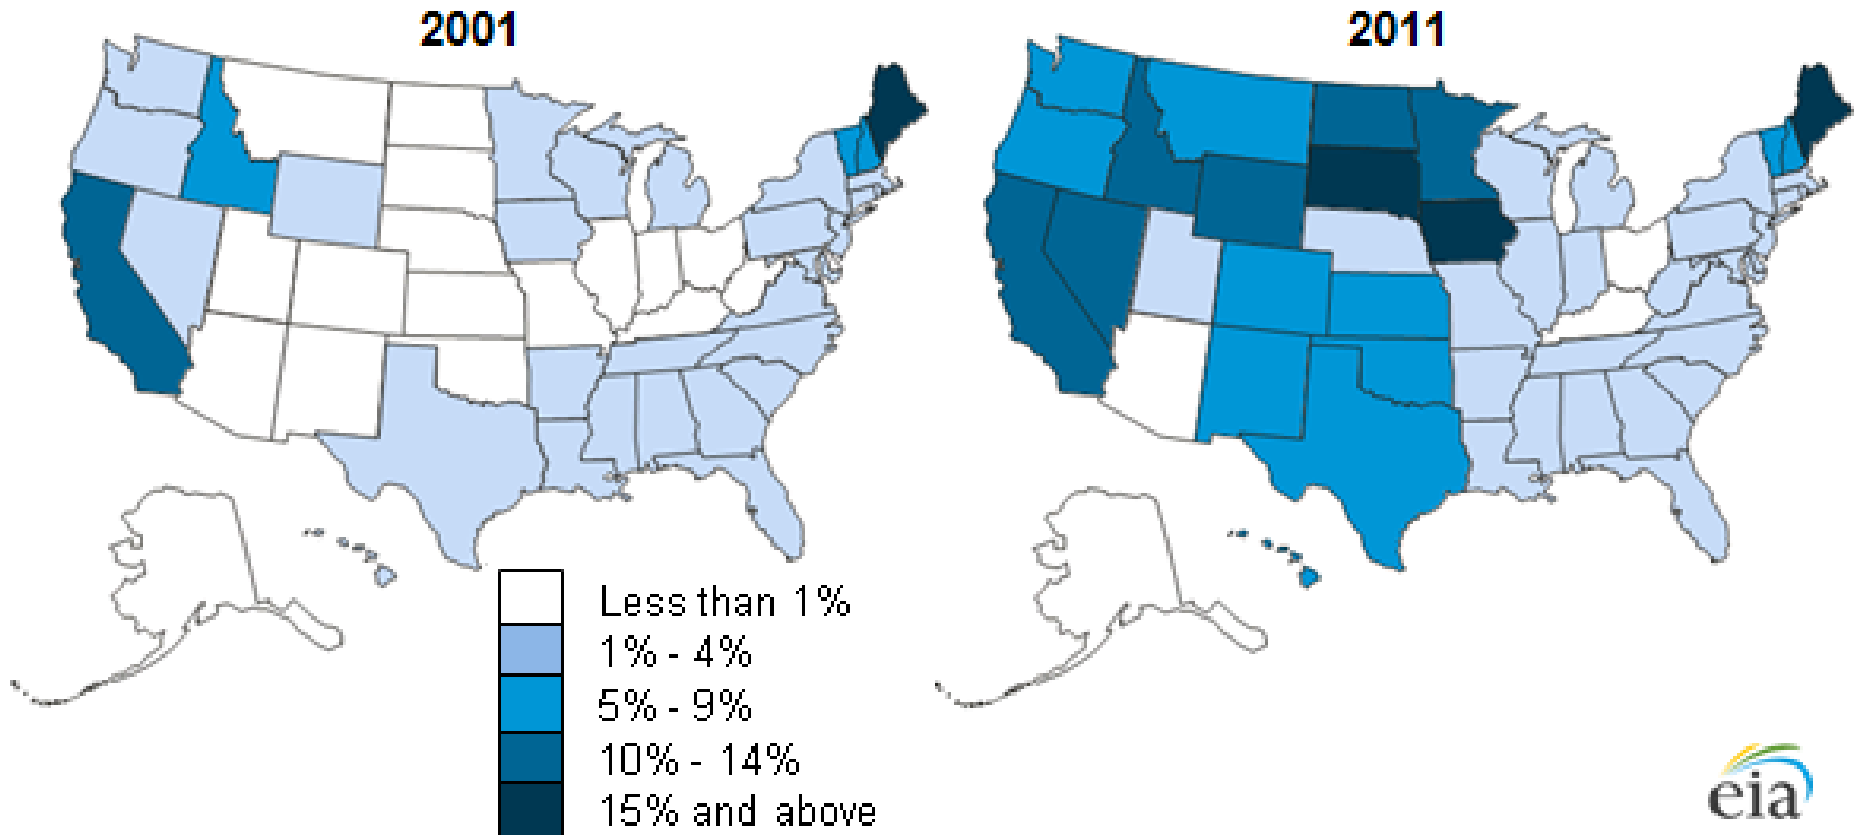 2001
2011
Less than 1%
1% - 4%
5% - 9%
10% - 14%
15% and above
eia